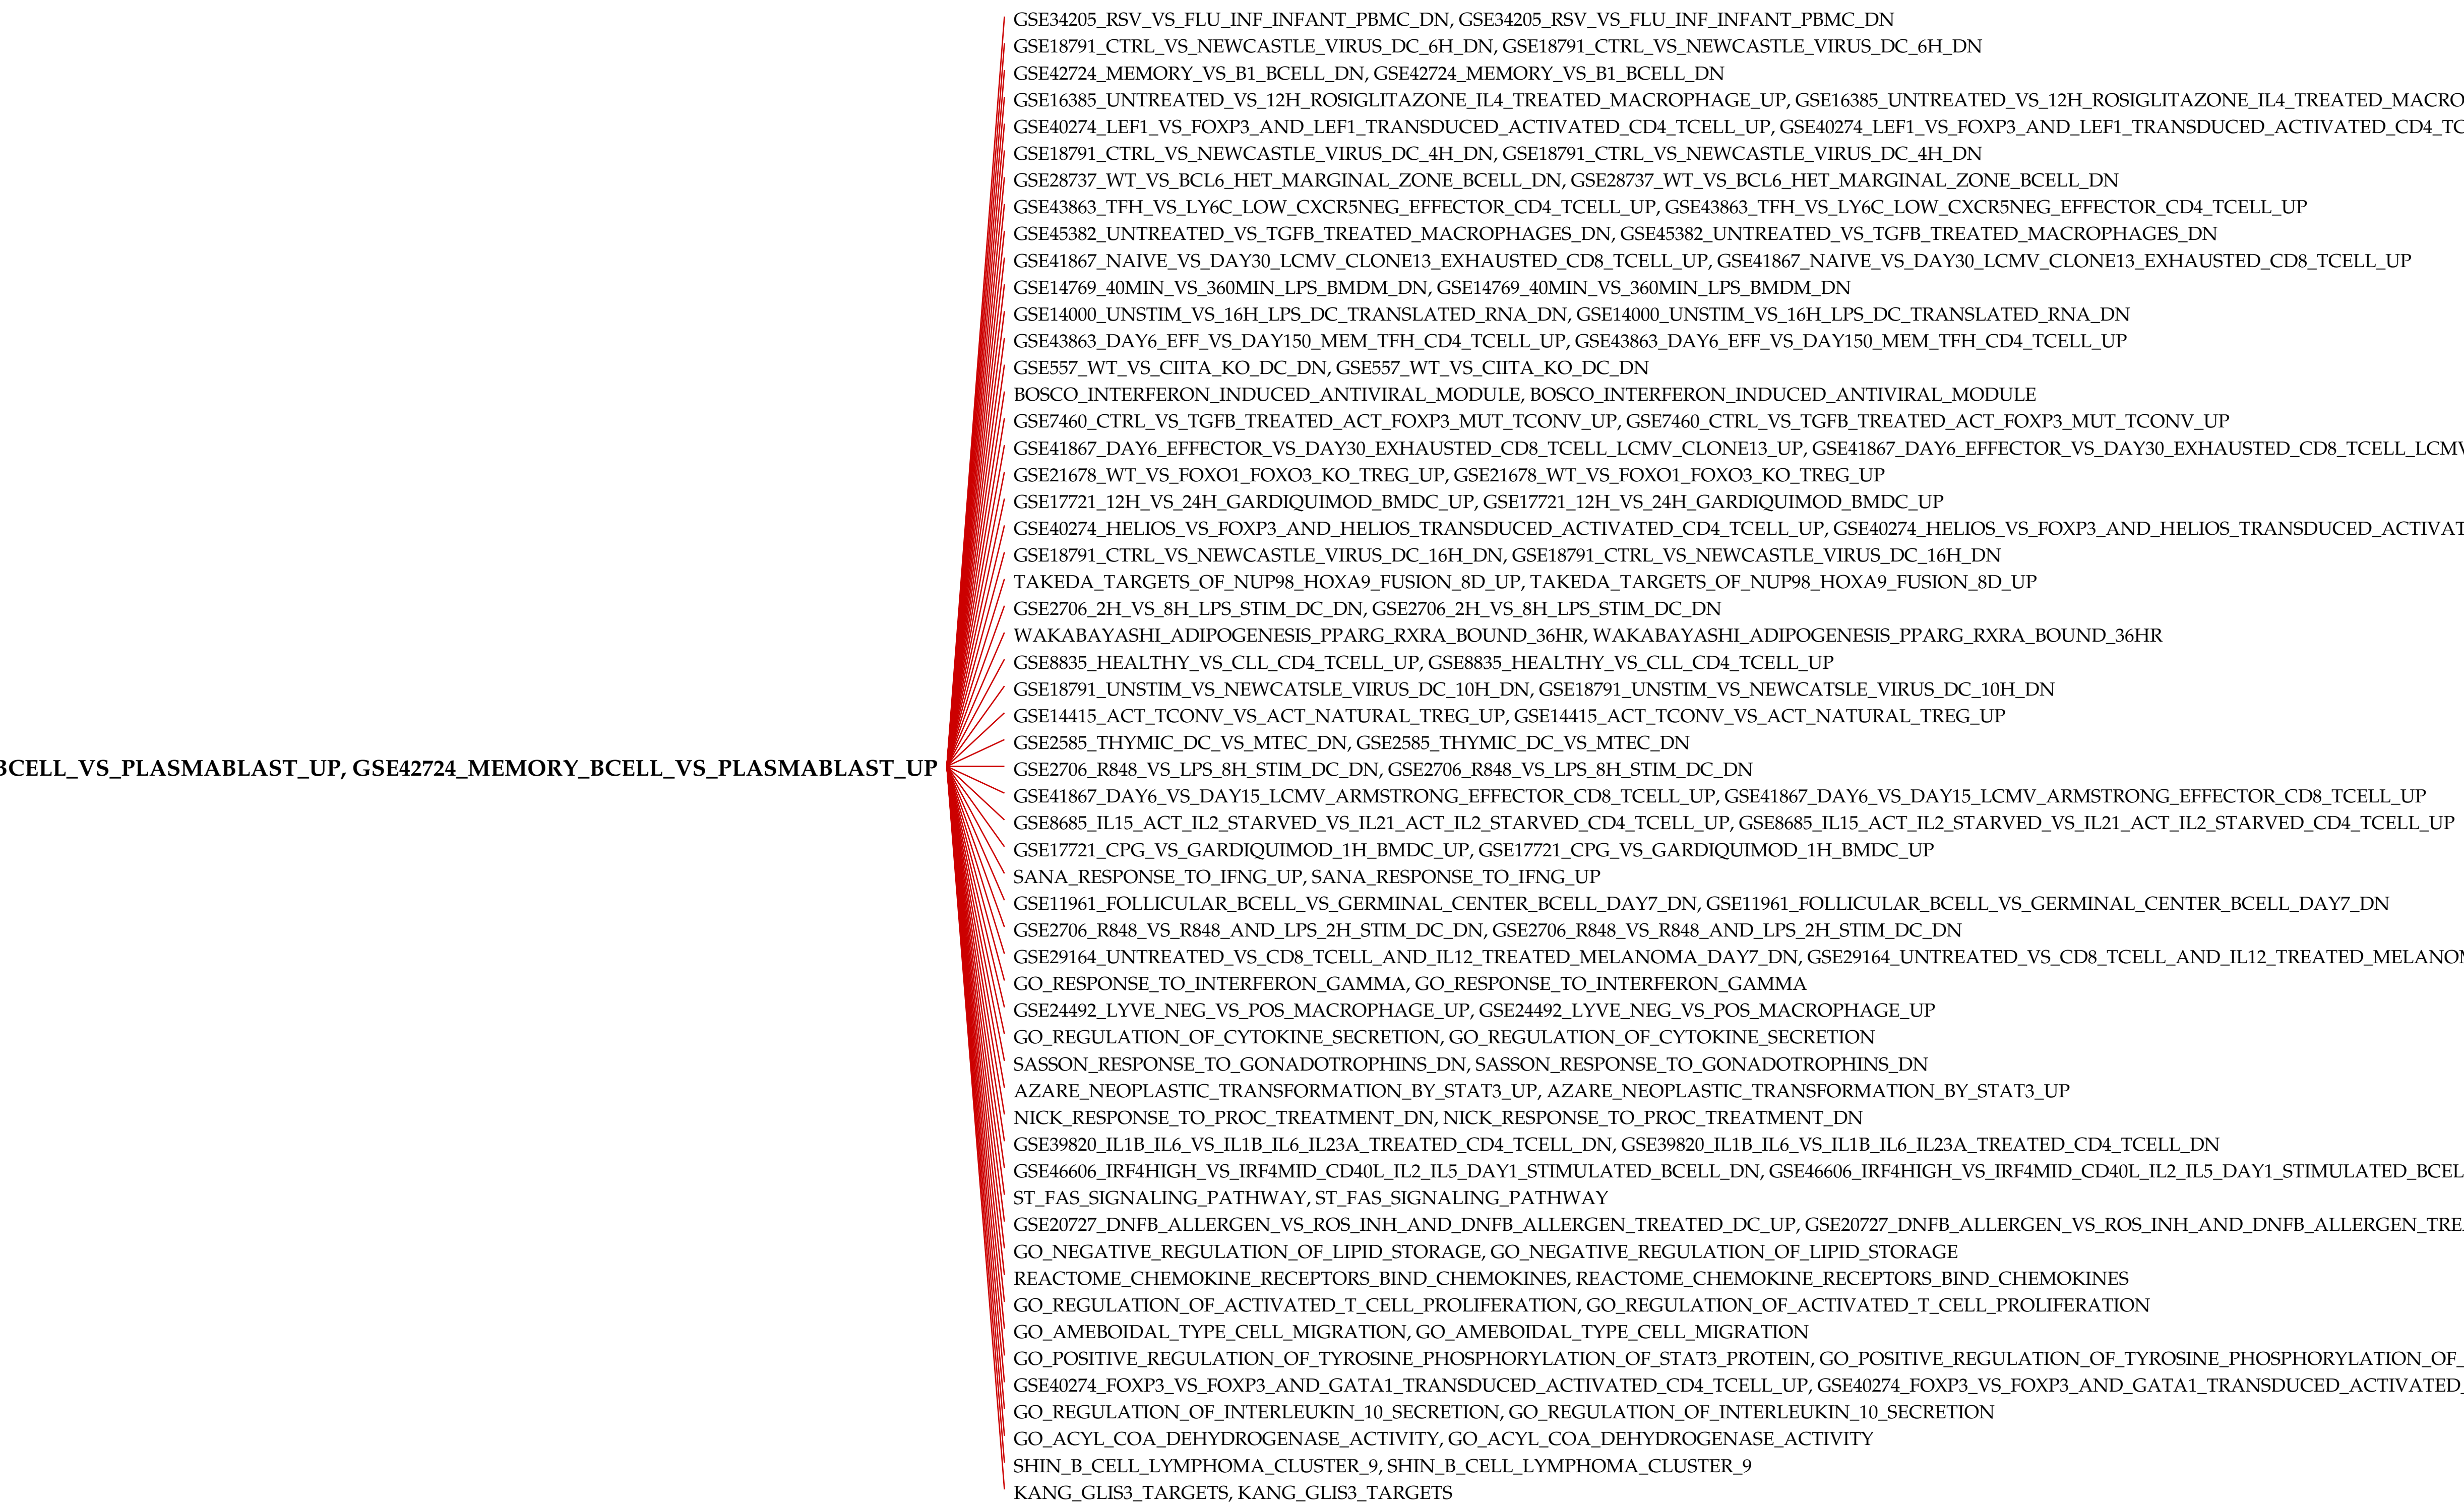 GSE34205_RSV_VS_FLU_INF_INFANT_PBMC_DN, GSE34205_RSV_VS_FLU_INF_INFANT_PBMC_DN
GSE18791_CTRL_VS_NEWCASTLE_VIRUS_DC_6H_DN, GSE18791_CTRL_VS_NEWCASTLE_VIRUS_DC_6H_DN
GSE42724_MEMORY_VS_B1_BCELL_DN, GSE42724_MEMORY_VS_B1_BCELL_DN
GSE16385_UNTREATED_VS_12H_ROSIGLITAZONE_IL4_TREATED_MACROPHAGE_UP, GSE16385_UNTREATED_VS_12H_ROSIGLITAZONE_IL4_TREATED_MACRO
GSE40274_LEF1_VS_FOXP3_AND_LEF1_TRANSDUCED_ACTIVATED_CD4_TCELL_UP, GSE40274_LEF1_VS_FOXP3_AND_LEF1_TRANSDUCED_ACTIVATED_CD4_TC
GSE18791_CTRL_VS_NEWCASTLE_VIRUS_DC_4H_DN, GSE18791_CTRL_VS_NEWCASTLE_VIRUS_DC_4H_DN
GSE28737_WT_VS_BCL6_HET_MARGINAL_ZONE_BCELL_DN, GSE28737_WT_VS_BCL6_HET_MARGINAL_ZONE_BCELL_DN
GSE43863_TFH_VS_LY6C_LOW_CXCR5NEG_EFFECTOR_CD4_TCELL_UP, GSE43863_TFH_VS_LY6C_LOW_CXCR5NEG_EFFECTOR_CD4_TCELL_UP
GSE45382_UNTREATED_VS_TGFB_TREATED_MACROPHAGES_DN, GSE45382_UNTREATED_VS_TGFB_TREATED_MACROPHAGES_DN
GSE41867_NAIVE_VS_DAY30_LCMV_CLONE13_EXHAUSTED_CD8_TCELL_UP, GSE41867_NAIVE_VS_DAY30_LCMV_CLONE13_EXHAUSTED_CD8_TCELL_UP
GSE14769_40MIN_VS_360MIN_LPS_BMDM_DN, GSE14769_40MIN_VS_360MIN_LPS_BMDM_DN
GSE14000_UNSTIM_VS_16H_LPS_DC_TRANSLATED_RNA_DN, GSE14000_UNSTIM_VS_16H_LPS_DC_TRANSLATED_RNA_DN
GSE43863_DAY6_EFF_VS_DAY150_MEM_TFH_CD4_TCELL_UP, GSE43863_DAY6_EFF_VS_DAY150_MEM_TFH_CD4_TCELL_UP
GSE557_WT_VS_CIITA_KO_DC_DN, GSE557_WT_VS_CIITA_KO_DC_DN
BOSCO_INTERFERON_INDUCED_ANTIVIRAL_MODULE, BOSCO_INTERFERON_INDUCED_ANTIVIRAL_MODULE
GSE7460_CTRL_VS_TGFB_TREATED_ACT_FOXP3_MUT_TCONV_UP, GSE7460_CTRL_VS_TGFB_TREATED_ACT_FOXP3_MUT_TCONV_UP
GSE41867_DAY6_EFFECTOR_VS_DAY30_EXHAUSTED_CD8_TCELL_LCMV_CLONE13_UP, GSE41867_DAY6_EFFECTOR_VS_DAY30_EXHAUSTED_CD8_TCELL_LCMV
GSE21678_WT_VS_FOXO1_FOXO3_KO_TREG_UP, GSE21678_WT_VS_FOXO1_FOXO3_KO_TREG_UP
GSE17721_12H_VS_24H_GARDIQUIMOD_BMDC_UP, GSE17721_12H_VS_24H_GARDIQUIMOD_BMDC_UP
GSE40274_HELIOS_VS_FOXP3_AND_HELIOS_TRANSDUCED_ACTIVATED_CD4_TCELL_UP, GSE40274_HELIOS_VS_FOXP3_AND_HELIOS_TRANSDUCED_ACTIVAT
GSE18791_CTRL_VS_NEWCASTLE_VIRUS_DC_16H_DN, GSE18791_CTRL_VS_NEWCASTLE_VIRUS_DC_16H_DN
TAKEDA_TARGETS_OF_NUP98_HOXA9_FUSION_8D_UP, TAKEDA_TARGETS_OF_NUP98_HOXA9_FUSION_8D_UP
GSE2706_2H_VS_8H_LPS_STIM_DC_DN, GSE2706_2H_VS_8H_LPS_STIM_DC_DN
WAKABAYASHI_ADIPOGENESIS_PPARG_RXRA_BOUND_36HR, WAKABAYASHI_ADIPOGENESIS_PPARG_RXRA_BOUND_36HR
GSE8835_HEALTHY_VS_CLL_CD4_TCELL_UP, GSE8835_HEALTHY_VS_CLL_CD4_TCELL_UP
GSE18791_UNSTIM_VS_NEWCATSLE_VIRUS_DC_10H_DN, GSE18791_UNSTIM_VS_NEWCATSLE_VIRUS_DC_10H_DN
GSE14415_ACT_TCONV_VS_ACT_NATURAL_TREG_UP, GSE14415_ACT_TCONV_VS_ACT_NATURAL_TREG_UP
GSE2585_THYMIC_DC_VS_MTEC_DN, GSE2585_THYMIC_DC_VS_MTEC_DN
BCELL_VS_PLASMABLAST_UP, GSE42724_MEMORY_BCELL_VS_PLASMABLAST_UP
GSE2706_R848_VS_LPS_8H_STIM_DC_DN, GSE2706_R848_VS_LPS_8H_STIM_DC_DN
GSE41867_DAY6_VS_DAY15_LCMV_ARMSTRONG_EFFECTOR_CD8_TCELL_UP, GSE41867_DAY6_VS_DAY15_LCMV_ARMSTRONG_EFFECTOR_CD8_TCELL_UP
GSE8685_IL15_ACT_IL2_STARVED_VS_IL21_ACT_IL2_STARVED_CD4_TCELL_UP, GSE8685_IL15_ACT_IL2_STARVED_VS_IL21_ACT_IL2_STARVED_CD4_TCELL_UP
GSE17721_CPG_VS_GARDIQUIMOD_1H_BMDC_UP, GSE17721_CPG_VS_GARDIQUIMOD_1H_BMDC_UP
SANA_RESPONSE_TO_IFNG_UP, SANA_RESPONSE_TO_IFNG_UP
GSE11961_FOLLICULAR_BCELL_VS_GERMINAL_CENTER_BCELL_DAY7_DN, GSE11961_FOLLICULAR_BCELL_VS_GERMINAL_CENTER_BCELL_DAY7_DN
GSE2706_R848_VS_R848_AND_LPS_2H_STIM_DC_DN, GSE2706_R848_VS_R848_AND_LPS_2H_STIM_DC_DN
GSE29164_UNTREATED_VS_CD8_TCELL_AND_IL12_TREATED_MELANOMA_DAY7_DN, GSE29164_UNTREATED_VS_CD8_TCELL_AND_IL12_TREATED_MELANOM
GO_RESPONSE_TO_INTERFERON_GAMMA, GO_RESPONSE_TO_INTERFERON_GAMMA
GSE24492_LYVE_NEG_VS_POS_MACROPHAGE_UP, GSE24492_LYVE_NEG_VS_POS_MACROPHAGE_UP
GO_REGULATION_OF_CYTOKINE_SECRETION, GO_REGULATION_OF_CYTOKINE_SECRETION
SASSON_RESPONSE_TO_GONADOTROPHINS_DN, SASSON_RESPONSE_TO_GONADOTROPHINS_DN
AZARE_NEOPLASTIC_TRANSFORMATION_BY_STAT3_UP, AZARE_NEOPLASTIC_TRANSFORMATION_BY_STAT3_UP
NICK_RESPONSE_TO_PROC_TREATMENT_DN, NICK_RESPONSE_TO_PROC_TREATMENT_DN
GSE39820_IL1B_IL6_VS_IL1B_IL6_IL23A_TREATED_CD4_TCELL_DN, GSE39820_IL1B_IL6_VS_IL1B_IL6_IL23A_TREATED_CD4_TCELL_DN
GSE46606_IRF4HIGH_VS_IRF4MID_CD40L_IL2_IL5_DAY1_STIMULATED_BCELL_DN, GSE46606_IRF4HIGH_VS_IRF4MID_CD40L_IL2_IL5_DAY1_STIMULATED_BCEL
ST_FAS_SIGNALING_PATHWAY, ST_FAS_SIGNALING_PATHWAY
GSE20727_DNFB_ALLERGEN_VS_ROS_INH_AND_DNFB_ALLERGEN_TREATED_DC_UP, GSE20727_DNFB_ALLERGEN_VS_ROS_INH_AND_DNFB_ALLERGEN_TREA
GO_NEGATIVE_REGULATION_OF_LIPID_STORAGE, GO_NEGATIVE_REGULATION_OF_LIPID_STORAGE
REACTOME_CHEMOKINE_RECEPTORS_BIND_CHEMOKINES, REACTOME_CHEMOKINE_RECEPTORS_BIND_CHEMOKINES
GO_REGULATION_OF_ACTIVATED_T_CELL_PROLIFERATION, GO_REGULATION_OF_ACTIVATED_T_CELL_PROLIFERATION
GO_AMEBOIDAL_TYPE_CELL_MIGRATION, GO_AMEBOIDAL_TYPE_CELL_MIGRATION
GO_POSITIVE_REGULATION_OF_TYROSINE_PHOSPHORYLATION_OF_STAT3_PROTEIN, GO_POSITIVE_REGULATION_OF_TYROSINE_PHOSPHORYLATION_OF_
GSE40274_FOXP3_VS_FOXP3_AND_GATA1_TRANSDUCED_ACTIVATED_CD4_TCELL_UP, GSE40274_FOXP3_VS_FOXP3_AND_GATA1_TRANSDUCED_ACTIVATED_
GO_REGULATION_OF_INTERLEUKIN_10_SECRETION, GO_REGULATION_OF_INTERLEUKIN_10_SECRETION
GO_ACYL_COA_DEHYDROGENASE_ACTIVITY, GO_ACYL_COA_DEHYDROGENASE_ACTIVITY
SHIN_B_CELL_LYMPHOMA_CLUSTER_9, SHIN_B_CELL_LYMPHOMA_CLUSTER_9
KANG_GLIS3_TARGETS, KANG_GLIS3_TARGETS